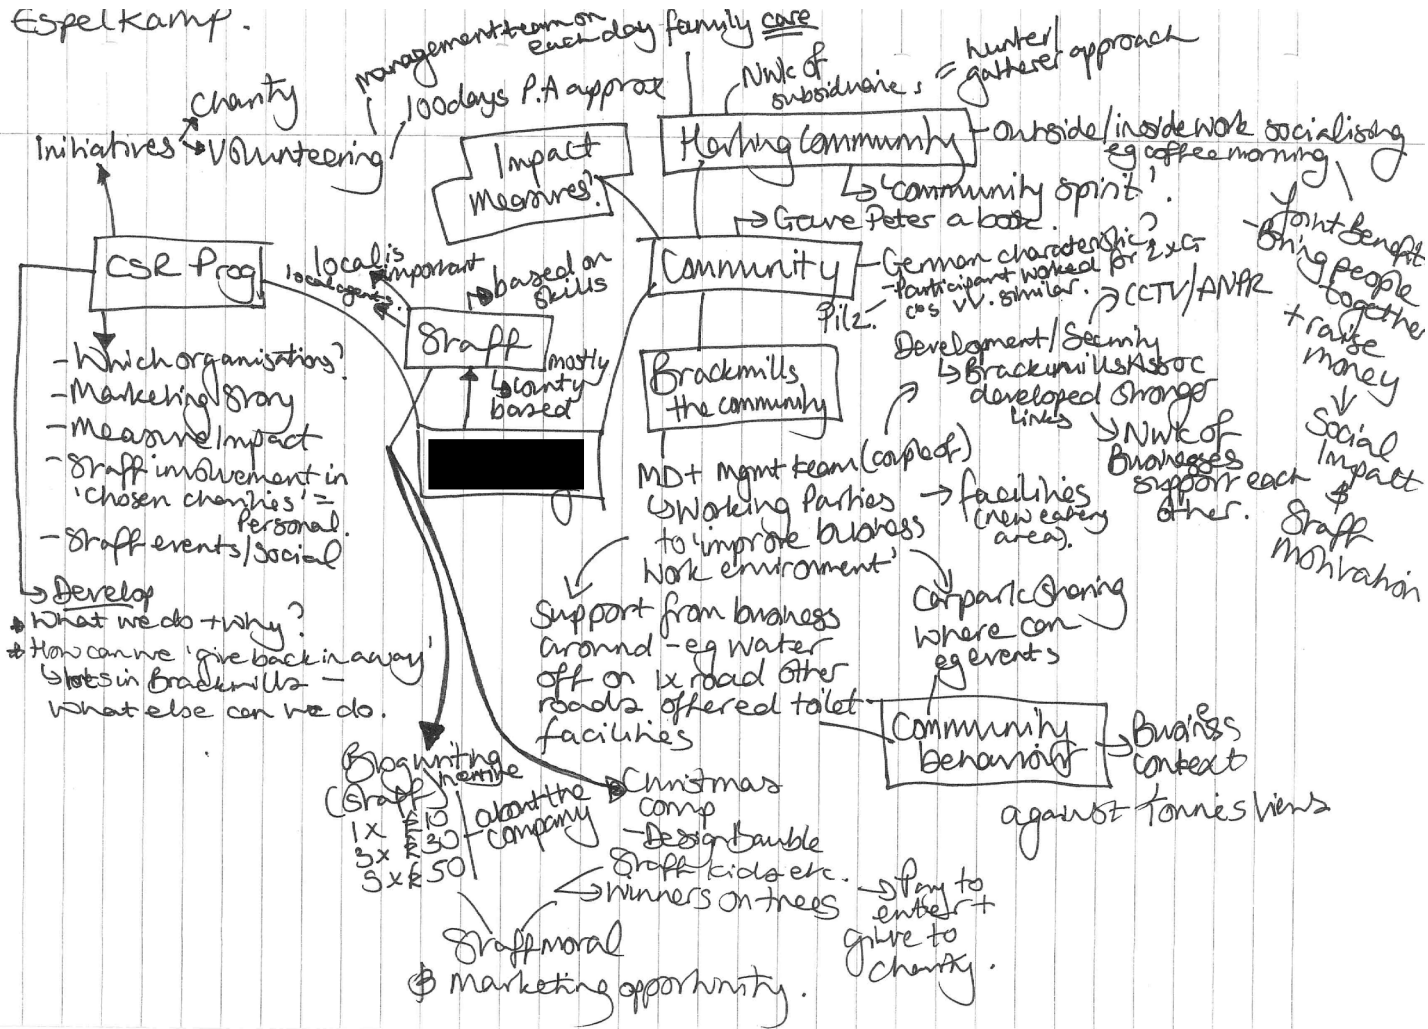 Espelkamp.
management team on
each day
family care
Nwk of
subsiduaries
= hunter/
gatherer approach
100days P.A approx
Charity
Initiatives
Volunteering
Impact
measures?
Harting Community
- outside/inside work socialising
eg coffee morning
'community spirit'.
Gave Peter a book.
CSR Prog
local is
important
'local agents'
based on
skills
Staff
mostly
county
based
Community
- German charateristic?
- Participant worked for 2 x G
cos vv. similar.
Pilz.
Joint Benefit
- Bring people
together
+ raise
money
Social
Impact
&
Staff
motivation
CCTV/ANPR
Development/Security
Brackmills Assoc
developed stronger
links
Nwk of
Businesses
support each
other.
Brackmills
the community
- Which organisations?
- Marketing Story
- Measure Impact
- Staff involvement in
'chosen charities' =
Personal
- Staff events/social
MD + mgmt team (couple of)
Working Parties
to 'improve business
work environment'
facilities
(new eatery
area).
Carpark sharing
where can
eg events
Support from business
around - eg water
off on 1x road other
roads offered toilet
facilities
Develop
* What we do + why?
* How can we 'give back in a way'
lots in Brackmills -
what else can we do.
Community
behaviour
Business
context
against Tonnies views
Blog writing
incentive
(staff)
1x £10
3x £30
5x £50
about the
company
Christmas
comp
- Design bauble
Staff kids etc.
winners on trees
Pay to
enter +
give to
charity.
Staff moral
& marketing opportunity.